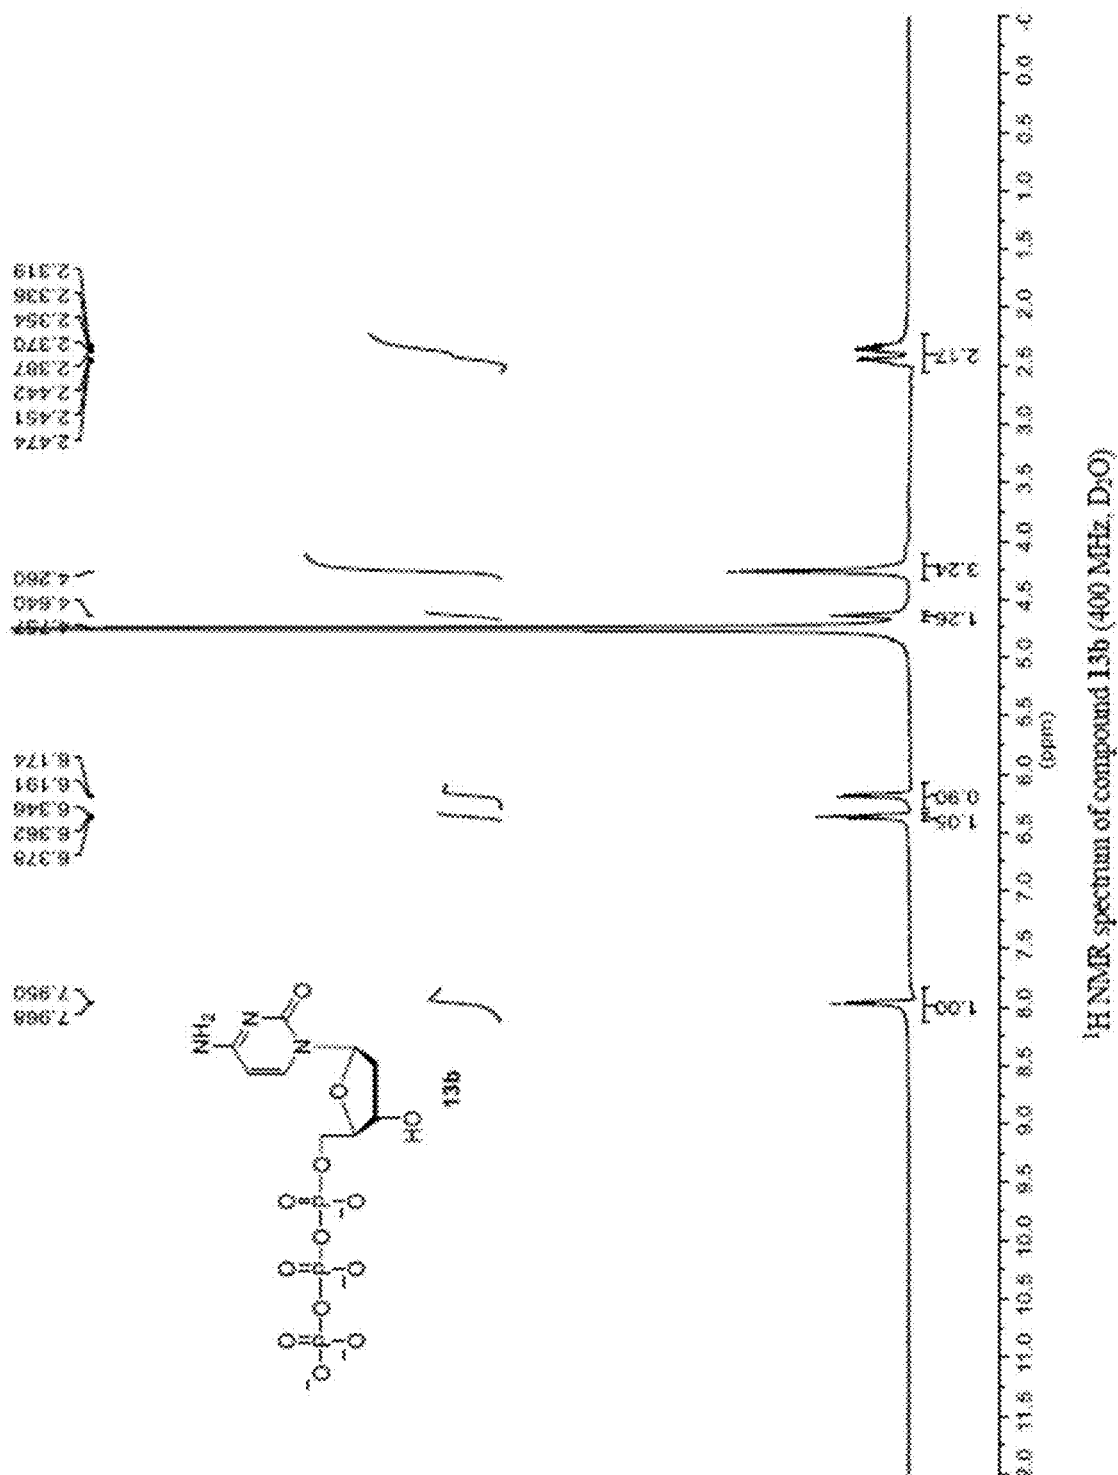 7.968
7.950
6.378
6.362
6.346
6.191
6.174
4.640
4.260
2.474
2.451
2.442
2.387
2.370
2.354
2.336
2.319
NH2
N
O
N
O
OH
13b
O
O
P
O
O-
O
O
P
O
O-
O
O
P
O
O-
O-
1.00
1.05
0.90
1.26
3.24
2.17
2.0 11.5 11.0 10.5 10.0 9.5 9.0 8.5 8.0 7.5 7.0 6.5 6.0 5.5 5.0 4.5 4.0 3.5 3.0 2.5 2.0 1.5 1.0 0.5 0.0
(ppm)
1H NMR spectrum of compound 13b (400 MHz, D2O)